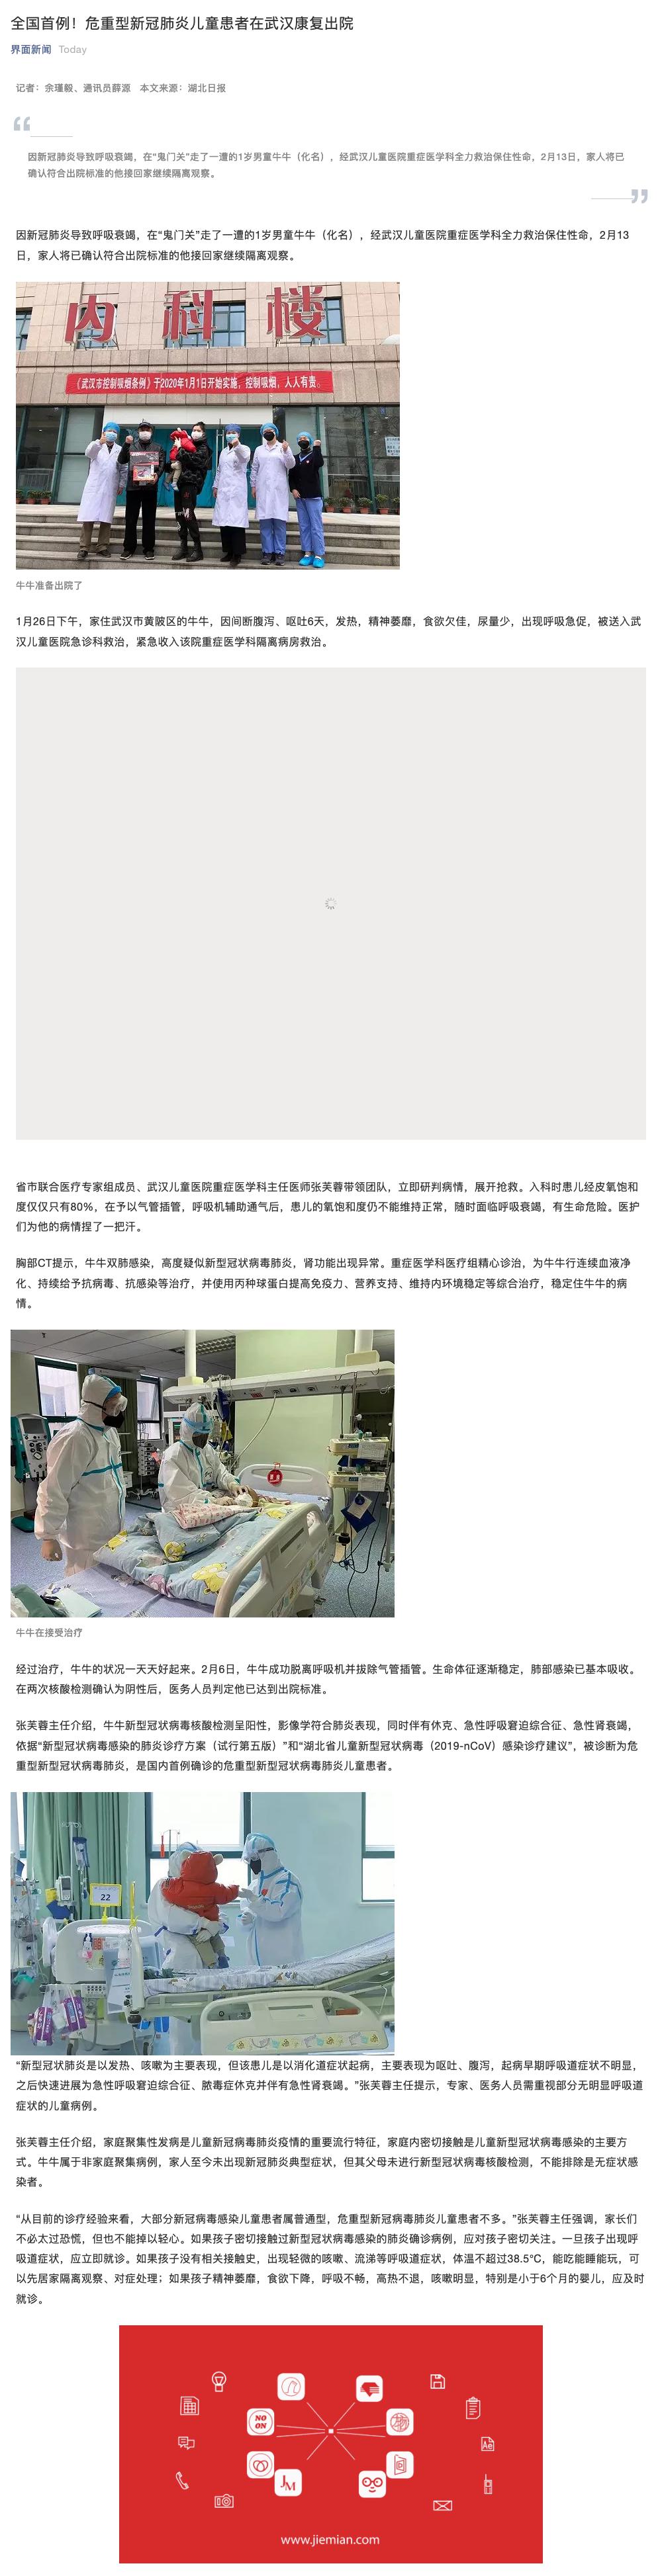 全国首例！危重型新冠肺炎儿童患者在武汉康复出院
界面新闻 Today
记者：余瑾毅、通讯员薛源 本文来源：湖北日报
因新冠肺炎导致呼吸衰竭，在“鬼门关”走了一遭的1岁男童牛牛（化名），经武汉儿童医院重症医学科全力救治保住性命，2月13日，家人将已
确认符合出院标准的他接回家继续隔离观察。
因新冠肺炎导致呼吸衰竭，在“鬼门关”走了一遭的1岁男童牛牛（化名），经武汉儿童医院重症医学科全力救治保住性命，2月13
日，家人将已确认符合出院标准的他接回家继续隔离观察。
内科楼
《武汉市控制吸烟条例》于2020年1月1日开始实施，控制吸烟，人人有责。
牛牛准备出院了
1月26日下午，家住武汉市黄陂区的牛牛，因间断腹泻、呕吐6天，发热，精神萎靡，食欲欠佳，尿量少，出现呼吸急促，被送入武
汉儿童医院急诊科救治，紧急收入该院重症医学科隔离病房救治。
省市联合医疗专家组成员、武汉儿童医院重症医学科主任医师张芙蓉带领团队，立即研判病情，展开抢救。入科时患儿经皮氧饱和
度仅仅只有80%，在予以气管插管，呼吸机辅助通气后，患儿的氧饱和度仍不能维持正常，随时面临呼吸衰竭，有生命危险。医护
们为他的病情捏了一把汗。
胸部CT提示，牛牛双肺感染，高度疑似新型冠状病毒肺炎，肾功能出现异常。重症医学科医疗组精心诊治，为牛牛行连续血液净
化、持续给予抗病毒、抗感染等治疗，并使用丙种球蛋白提高免疫力、营养支持、维持内环境稳定等综合治疗，稳定住牛牛的病
情。
牛牛在接受治疗
经过治疗，牛牛的状况一天天好起来。2月6日，牛牛成功脱离呼吸机并拔除气管插管。生命体征逐渐稳定，肺部感染已基本吸收。
在两次核酸检测确认为阴性后，医务人员判定他已达到出院标准。
张芙蓉主任介绍，牛牛新型冠状病毒核酸检测呈阳性，影像学符合肺炎表现，同时伴有休克、急性呼吸窘迫综合征、急性肾衰竭，
依据“新型冠状病毒感染的肺炎诊疗方案（试行第五版）”和“湖北省儿童新型冠状病毒（2019-nCoV）感染诊疗建议”，被诊断为危
重型新型冠状病毒肺炎，是国内首例确诊的危重型新型冠状病毒肺炎儿童患者。
22
“新型冠状肺炎是以发热、咳嗽为主要表现，但该患儿是以消化道症状起病，主要表现为呕吐、腹泻，起病早期呼吸道症状不明显，
之后快速进展为急性呼吸窘迫综合征、脓毒症休克并伴有急性肾衰竭。”张芙蓉主任提示，专家、医务人员需重视部分无明显呼吸道
症状的儿童病例。
张芙蓉主任介绍，家庭聚集性发病是儿童新冠病毒肺炎疫情的重要流行特征，家庭内密切接触是儿童新型冠状病毒感染的主要方
式。牛牛属于非家庭聚集病例，家人至今未出现新冠肺炎典型症状，但其父母未进行新型冠状病毒核酸检测，不能排除是无症状感
染者。
“从目前的诊疗经验来看，大部分新冠病毒感染儿童患者属普通型，危重型新冠病毒肺炎儿童患者不多。”张芙蓉主任强调，家长们
不必太过恐慌，但也不能掉以轻心。如果孩子密切接触过新型冠状病毒感染的肺炎确诊病例，应对孩子密切关注。一旦孩子出现呼
吸道症状，应立即就诊。如果孩子没有相关接触史，出现轻微的咳嗽、流涕等呼吸道症状，体温不超过38.5℃，能吃能睡能玩，可
以先居家隔离观察、对症处理；如果孩子精神萎靡，食欲下降，呼吸不畅，高热不退，咳嗽明显，特别是小于6个月的婴儿，应及时
就诊。
NO
ON
Ae
JM
www.jiemian.com